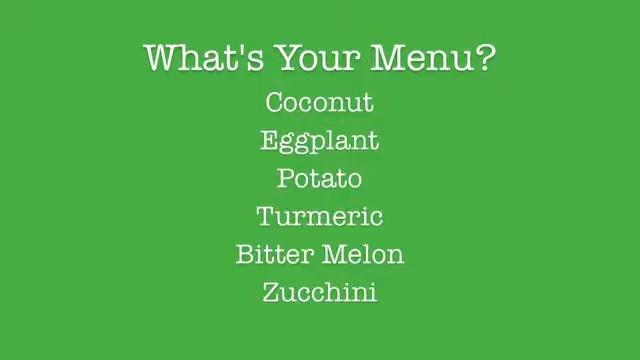 What's Your Menu?
Coconut
Eggplant
Potato
Turmeric
Bitter Melon
Zucchini